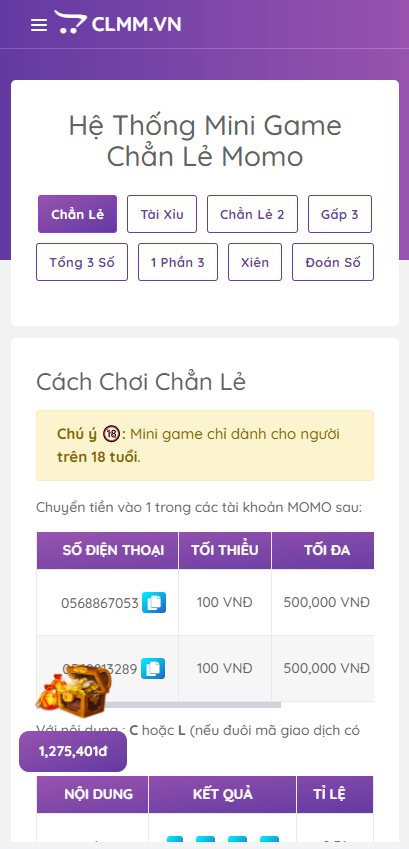 CLMM.VN
Hệ Thống Mini Game
Chẳn Lẻ Momo
Chẳn Lẻ
Tài Xỉu
Chẳn Lẻ 2
Gấp 3
Tổng 3 Số
1 Phần 3
Xiên
Đoán Số
Cách Chơi Chẳn Lẻ
Chú ý 18: Mini game chỉ dành cho người
trên 18 tuổi.
Chuyển tiền vào 1 trong các tài khoản MOMO sau:
SỐ ĐIỆN THOẠI TỐI THIỂU TỐI ĐA
0568867053 100 VNĐ 500,000 VNĐ
100 VNĐ 500,000 VNĐ
Với nội dung : C hoặc L (nếu đuôi mã giao dịch có
1,275,401đ
NỘI DUNG KẾT QUẢ TỈ LỆ